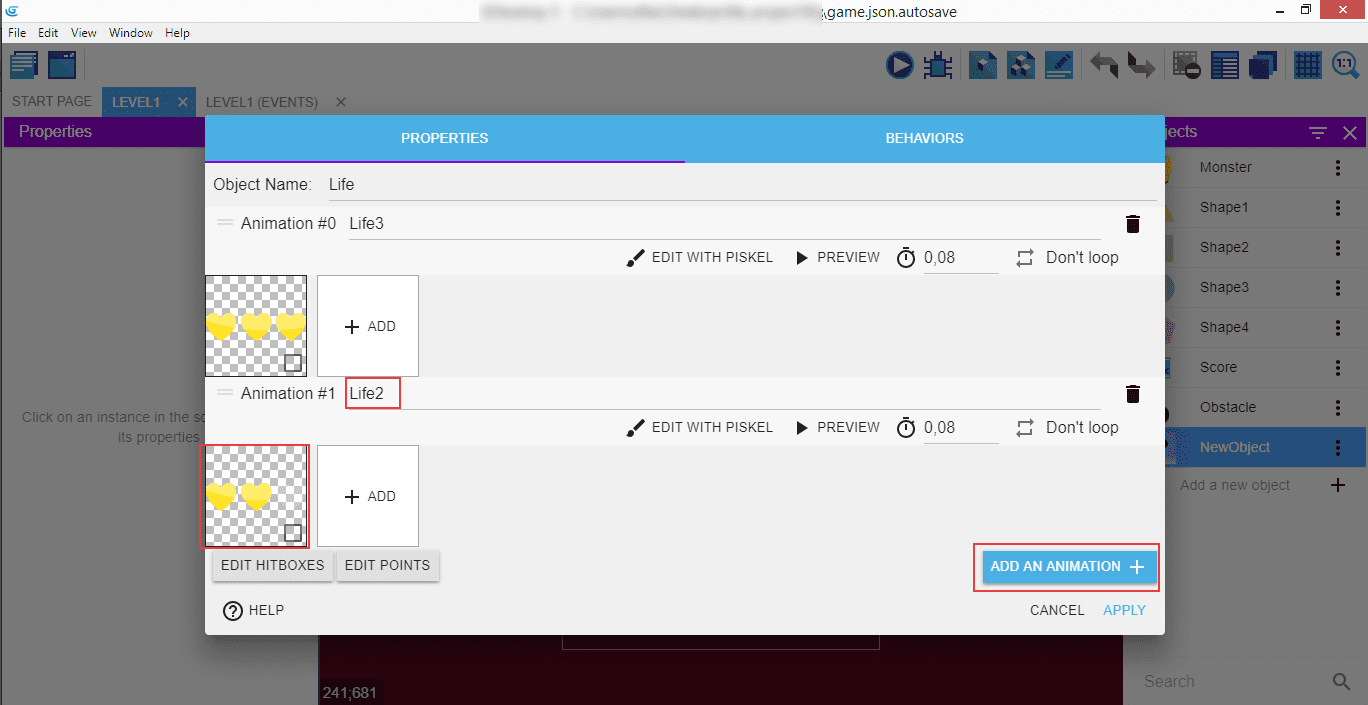 \game.json.autosave
File Edit View Window Help
1:1
START PAGE LEVEL1 × LEVEL1 (EVENTS) ×
Properties
PROPERTIES BEHAVIORS
jects
Object Name: Life
Monster
Animation #0 Life3
Shape1
EDIT WITH PISKEL PREVIEW 0,08 Don't loop
Shape2
Shape3
+ ADD
Shape4
Score
Animation #1 Life2
Obstacle
Click on an instance in the sc
its properties
EDIT WITH PISKEL PREVIEW 0,08 Don't loop
NewObject
Add a new object +
+ ADD
EDIT HITBOXES EDIT POINTS ADD AN ANIMATION +
? HELP CANCEL APPLY
241;681
Search